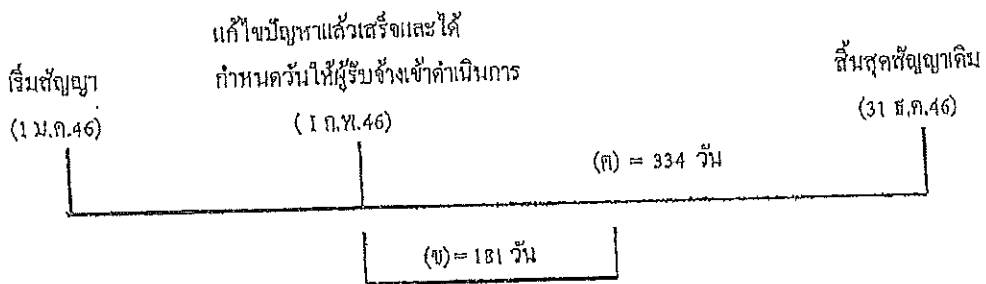 แก้ไขปัญหาแล้วเสร็จและได้
กำหนดวันให้ผู้รับจ้างเข้าดำเนินการ
(1 ก.พ.46)
เริ่มสัญญา
(1 ม.ค.46)
สิ้นสุดสัญญาเดิม
(31 ธ.ค.46)
(ค) = 334 วัน
(ข) = 181 วัน